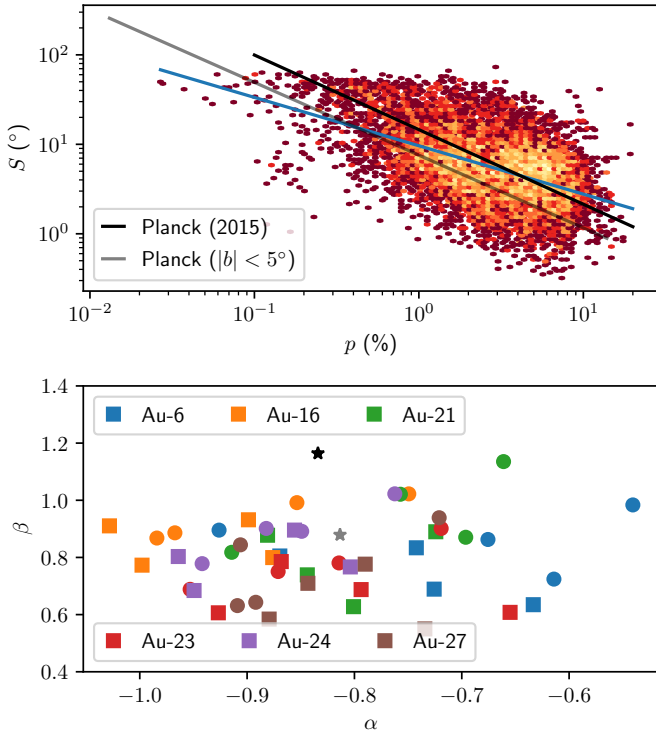 10²
10¹
10⁰
S (°)
Planck (2015)
Planck (|b| < 5°)
10⁻² 10⁻¹ 10⁰ 10¹
p (%)
1.4
1.2
1.0
0.8
0.6
0.4
β
Au-6 Au-16 Au-21
Au-23 Au-24 Au-27
−1.0 −0.9 −0.8 −0.7 −0.6
α